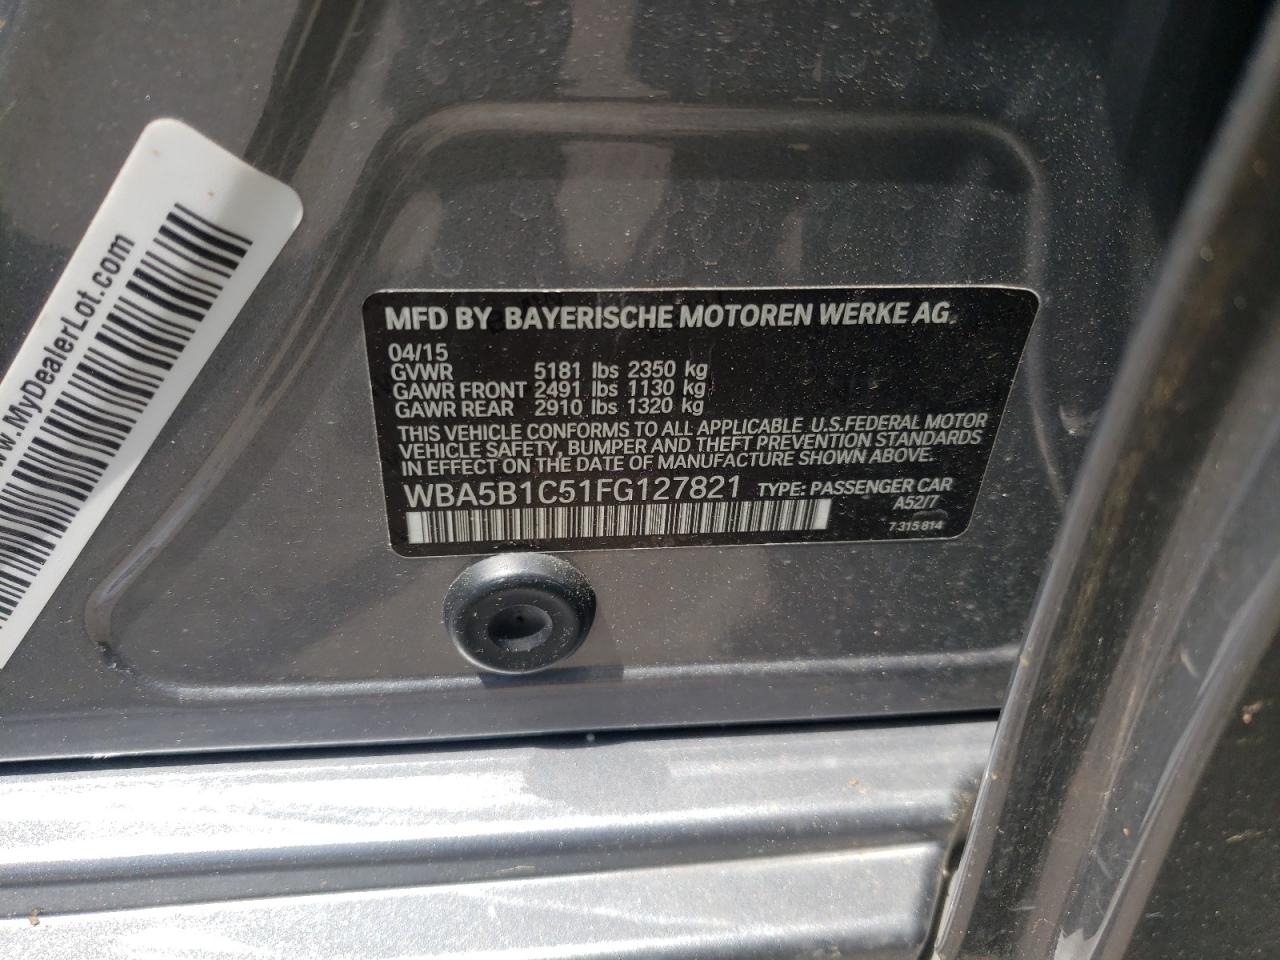 w.MyDealerLot.com
MFD BY BAYERISCHE MOTOREN WERKE AG.
04/15
GVWR 5181 lbs 2350 kg
GAWR FRONT 2491 lbs 1130 kg
GAWR REAR 2910 lbs 1320 kg
THIS VEHICLE CONFORMS TO ALL APPLICABLE U.S.FEDERAL MOTOR
VEHICLE SAFETY, BUMPER AND THEFT PREVENTION STANDARDS
IN EFFECT ON THE DATE OF MANUFACTURE SHOWN ABOVE.
WBA5B1C51FG127821 TYPE: PASSENGER CAR
A52/7
7 315 814